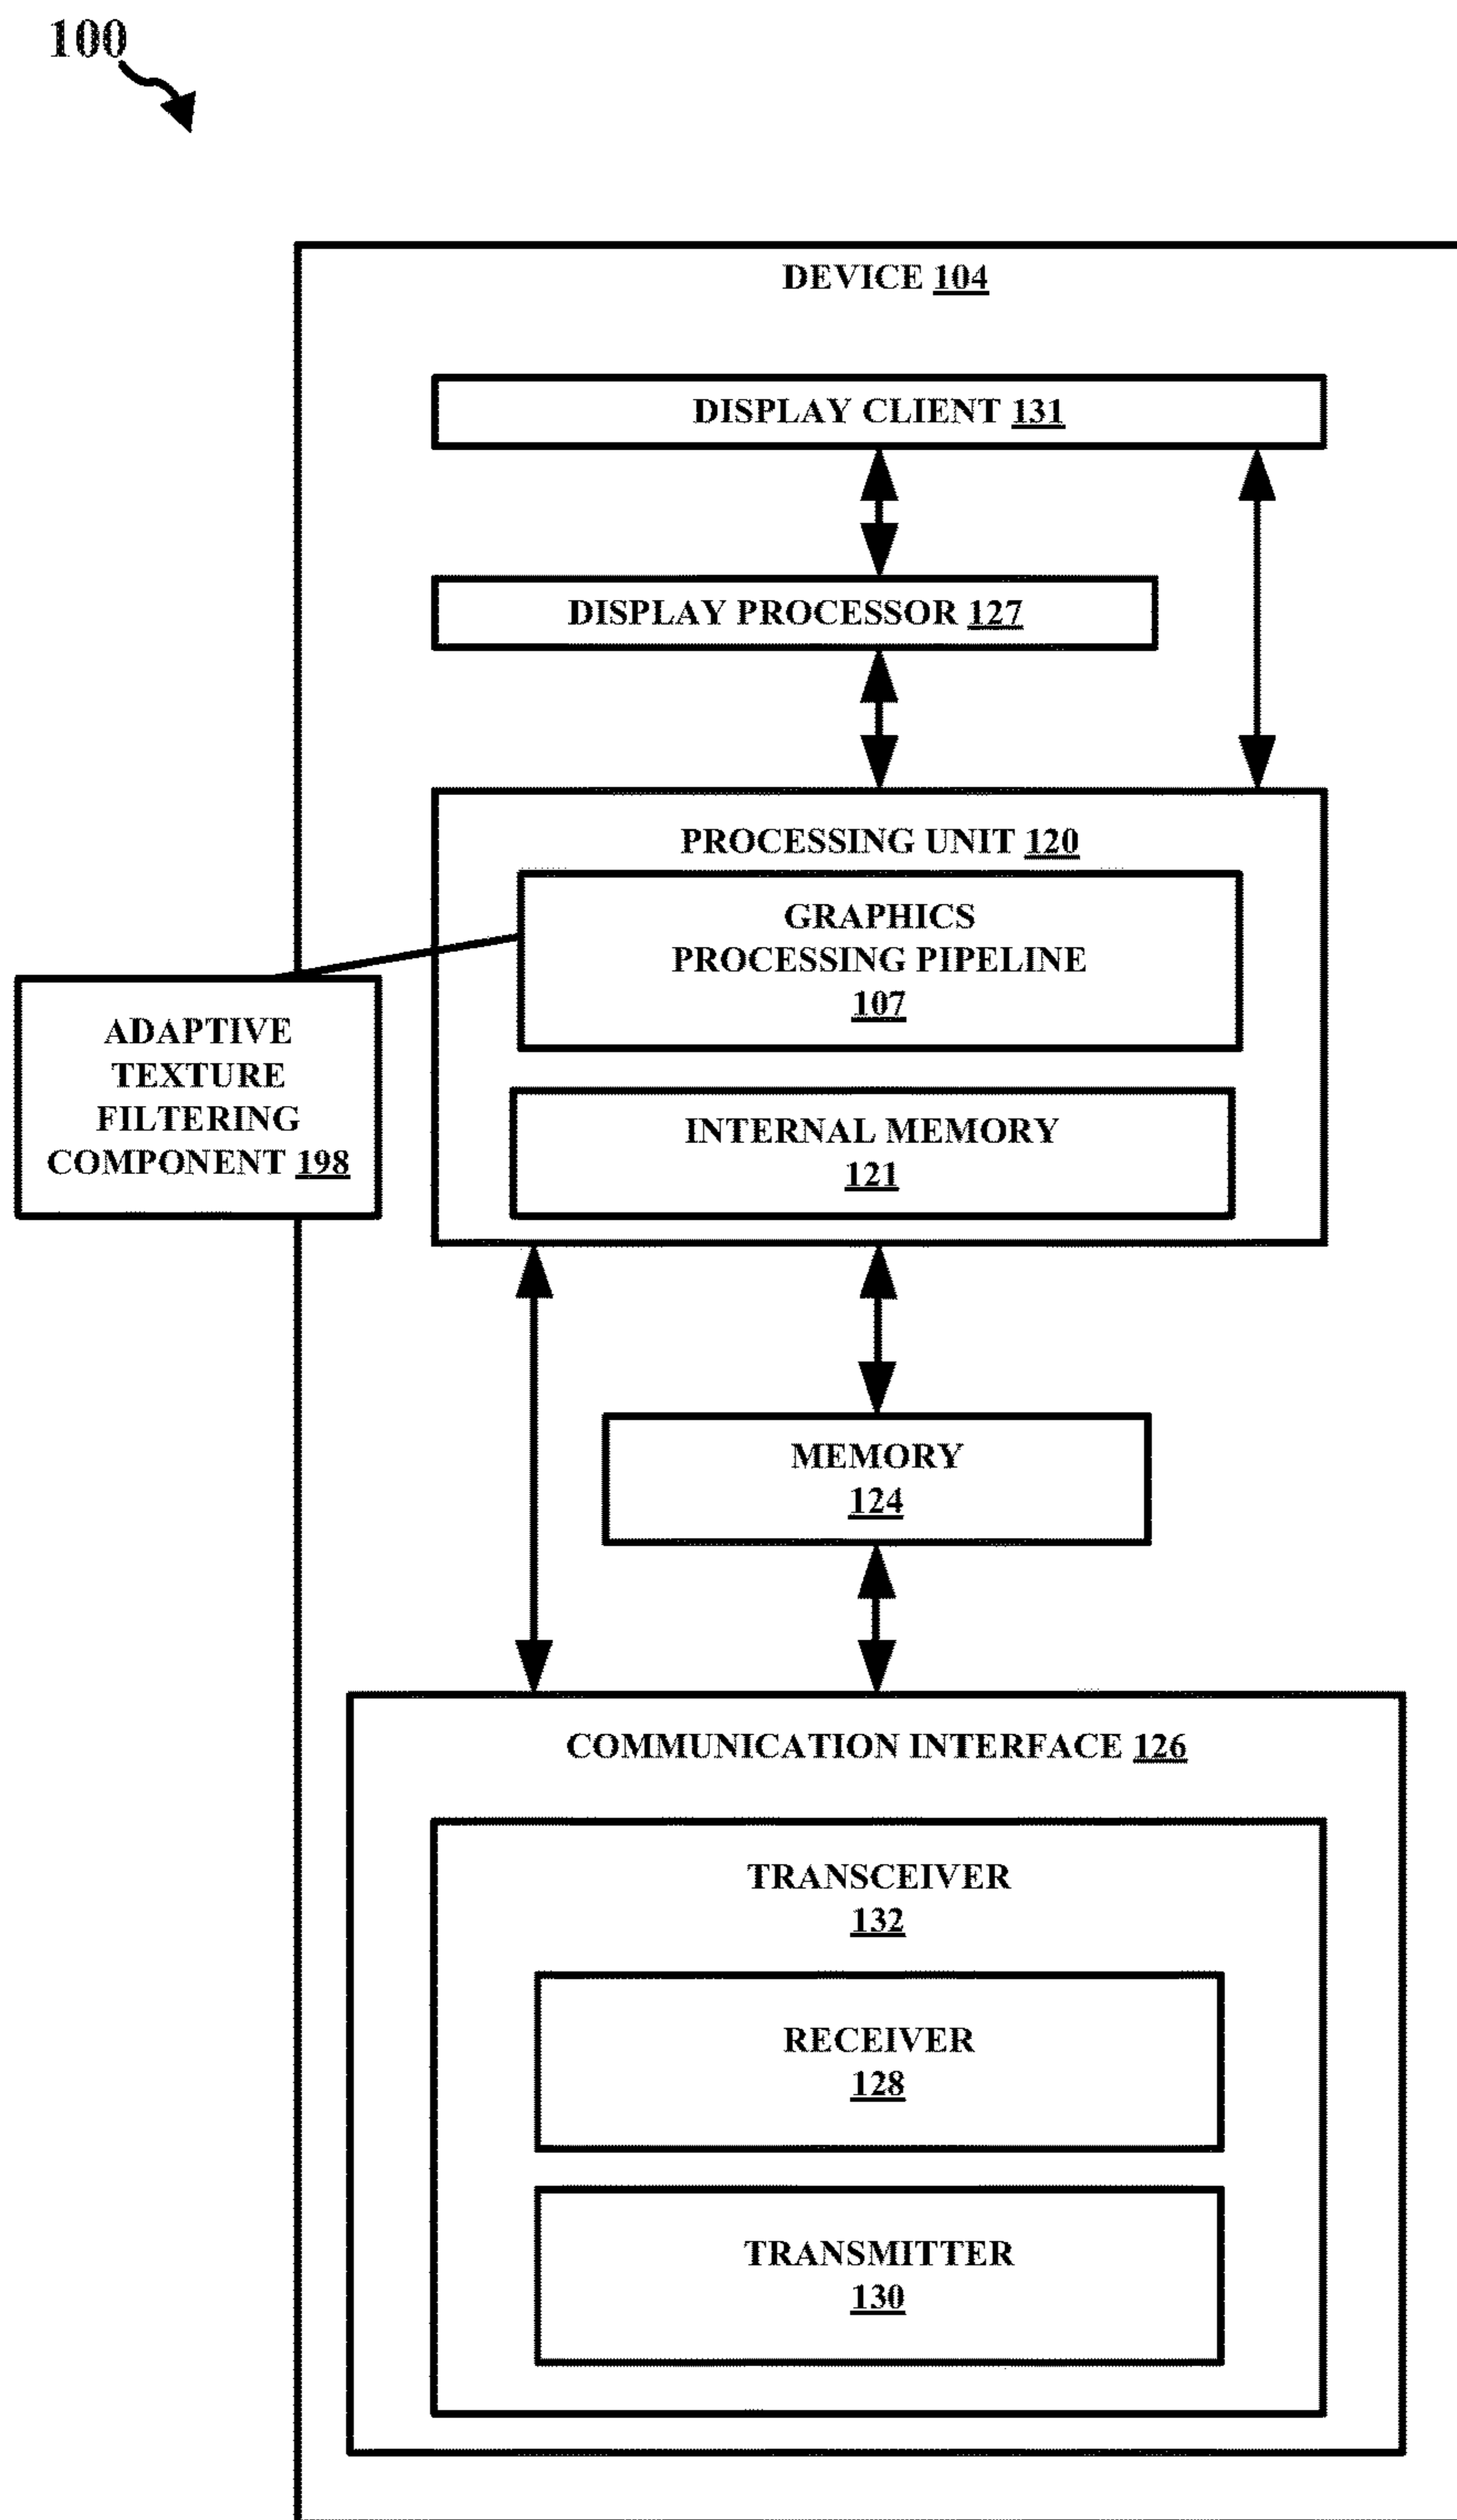 100
DEVICE 104
DISPLAY CLIENT 131
DISPLAY PROCESSOR 127
PROCESSING UNIT 120
GRAPHICS
PROCESSING PIPELINE
107
ADAPTIVE
TEXTURE
FILTERING
COMPONENT 198
INTERNAL MEMORY
121
MEMORY
124
COMMUNICATION INTERFACE 126
TRANSCEIVER
132
RECEIVER
128
TRANSMITTER
130